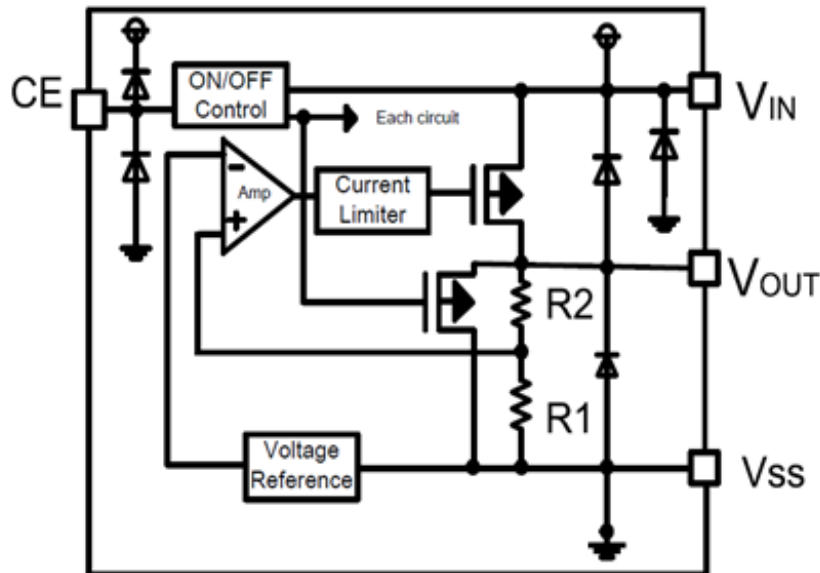 CE
ON/OFF
Control
Each circuit
VIN
-
Amp
+
Current
Limiter
VOUT
R2
R1
Voltage
Reference
Vss